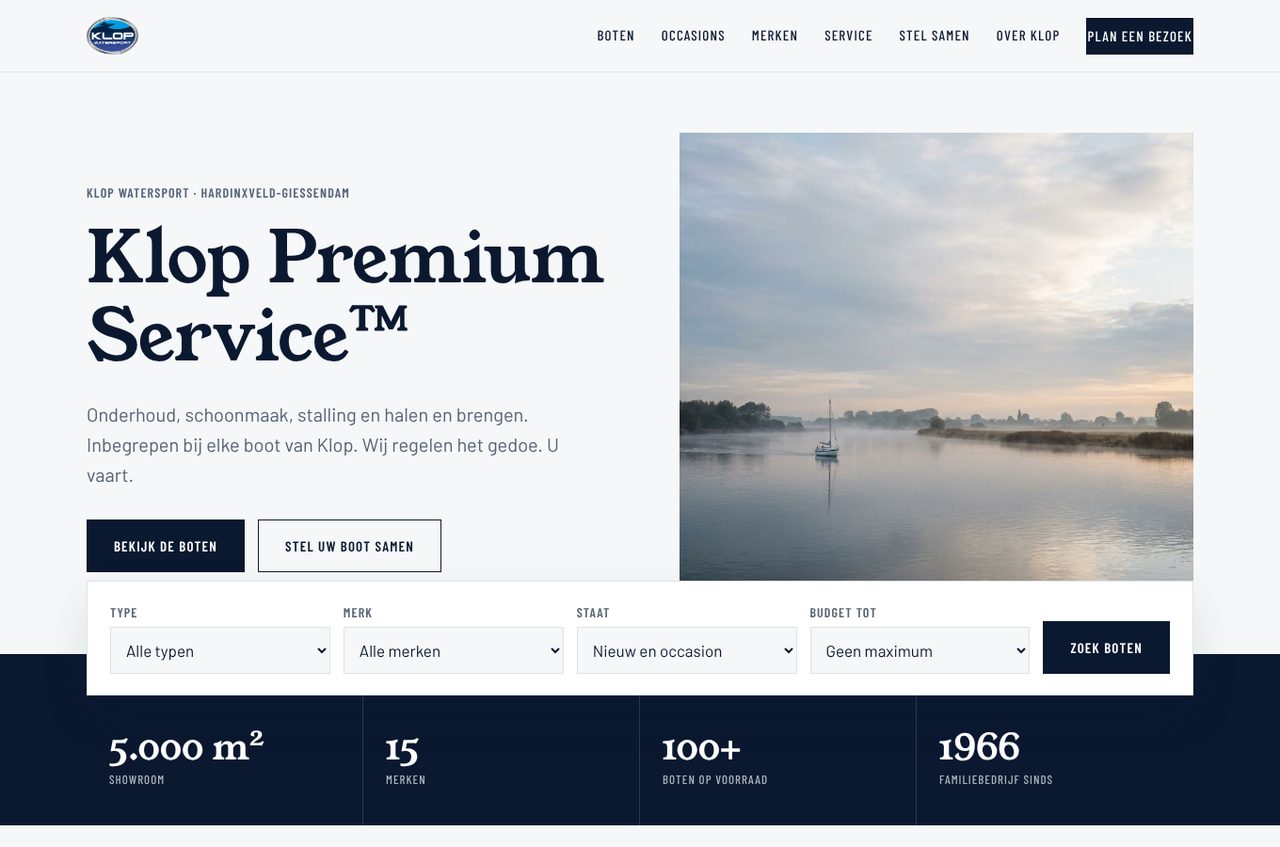 KLOP
WATERSPORT
BOTEN
OCCASIONS
MERKEN
SERVICE
STEL SAMEN
OVER KLOP
PLAN EEN BEZOEK
KLOP WATERSPORT · HARDINXVELD-GIESSENDAM
Klop Premium
Service™
Onderhoud, schoonmaak, stalling en halen en brengen.
Inbegrepen bij elke boot van Klop. Wij regelen het gedoe. U
vaart.
BEKIJK DE BOTEN
STEL UW BOOT SAMEN
TYPE
Alle typen
MERK
Alle merken
STAAT
Nieuw en occasion
BUDGET TOT
Geen maximum
ZOEK BOTEN
5.000 m²
SHOWROOM
15
MERKEN
100+
BOTEN OP VOORRAAD
1966
FAMILIEBEDRIJF SINDS